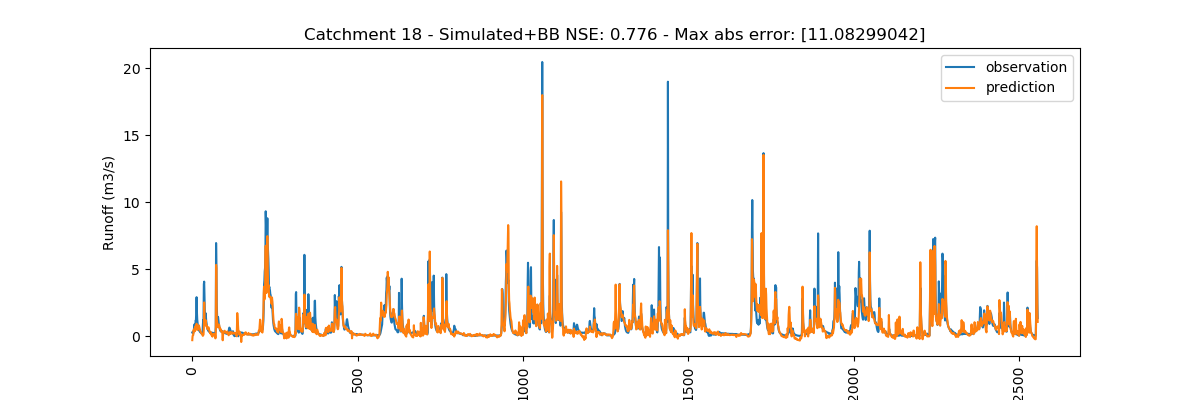 Catchment 18 - Simulated+BB NSE: 0.776 - Max abs error: [11.08299042]
observation
prediction
Runoff (m3/s)
20
15
10
5
0
0
500
1000
1500
2000
2500